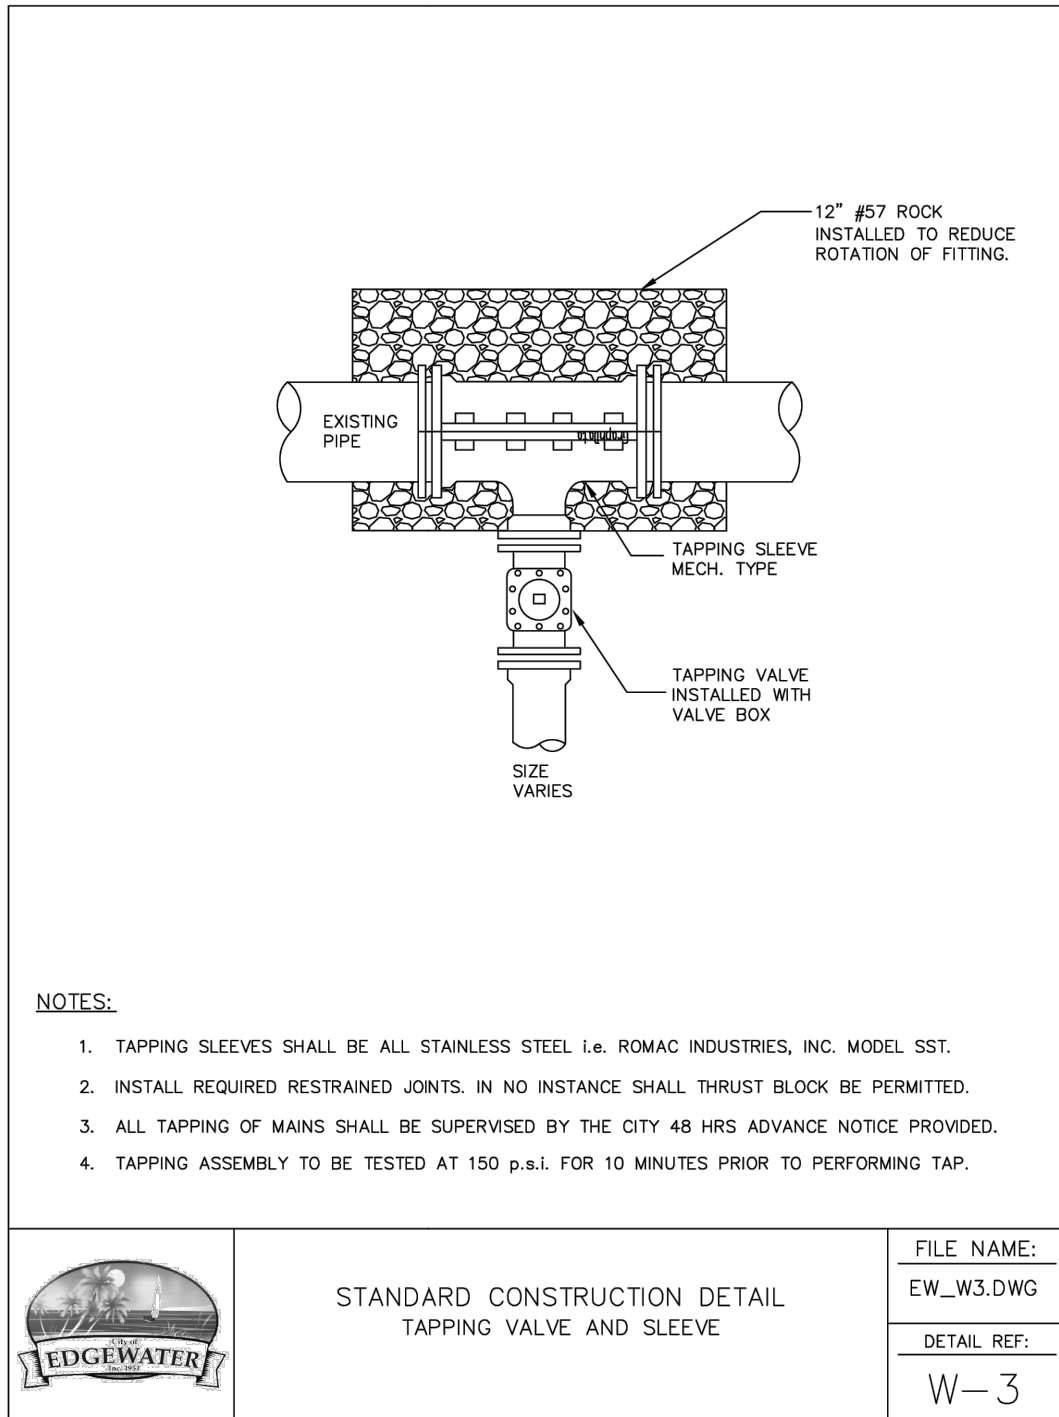 12" #57 ROCK
INSTALLED TO REDUCE
ROTATION OF FITTING.
EXISTING
PIPE
TAPPING SLEEVE
MECH. TYPE
TAPPING VALVE
INSTALLED WITH
VALVE BOX
SIZE
VARIES
NOTES:
1. TAPPING SLEEVES SHALL BE ALL STAINLESS STEEL i.e. ROMAC INDUSTRIES, INC. MODEL SST.
2. INSTALL REQUIRED RESTRAINED JOINTS. IN NO INSTANCE SHALL THRUST BLOCK BE PERMITTED.
3. ALL TAPPING OF MAINS SHALL BE SUPERVISED BY THE CITY 48 HRS ADVANCE NOTICE PROVIDED.
4. TAPPING ASSEMBLY TO BE TESTED AT 150 p.s.i. FOR 10 MINUTES PRIOR TO PERFORMING TAP.
City of
EDGEWATER
Inc. 1951
STANDARD CONSTRUCTION DETAIL
TAPPING VALVE AND SLEEVE
FILE NAME:
EW_W3.DWG
DETAIL REF:
W-3